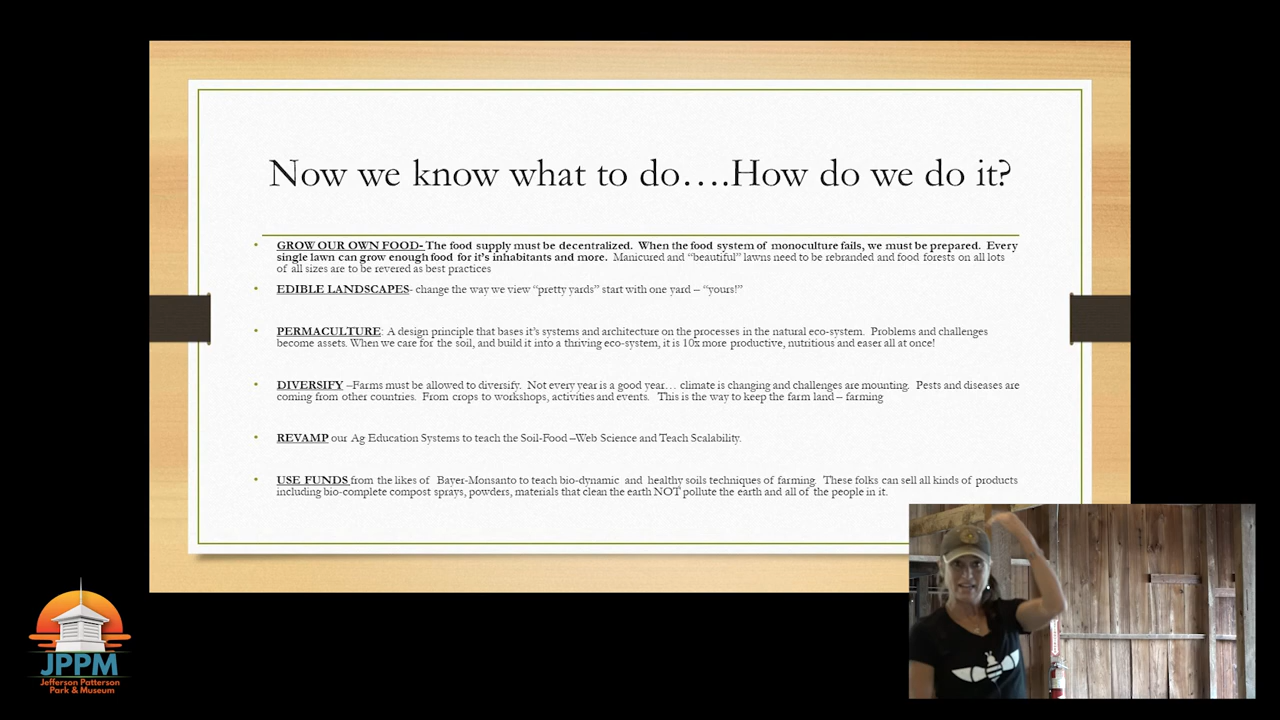 Now we know what to do….How do we do it?
• GROW OUR OWN FOOD- The food supply must be decentralized. When the food system of monoculture fails, we must be prepared. Every
single lawn can grow enough food for it's inhabitants and more. Manicured and “beautiful” lawns need to be rebranded and food forests on all lots
of all sizes are to be revered as best practices
• EDIBLE LANDSCAPES- change the way we view “pretty yards” start with one yard – “yours!”
• PERMACULTURE: A design principle that bases it's systems and architecture on the processes in the natural eco-system. Problems and challenges
become assets. When we care for the soil, and build it into a thriving eco-system, it is 10x more productive, nutritious and easer all at once!
• DIVERSIFY –Farms must be allowed to diversify. Not every year is a good year… climate is changing and challenges are mounting. Pests and diseases are
coming from other countries. From crops to workshops, activities and events. This is the way to keep the farm land – farming
• REVAMP our Ag Education Systems to teach the Soil-Food –Web Science and Teach Scalability.
• USE FUNDS from the likes of Bayer-Monsanto to teach bio-dynamic and healthy soils techniques of farming. These folks can sell all kinds of products
including bio-complete compost sprays, powders, materials that clean the earth NOT pollute the earth and all of the people in it.
JPPM
Jefferson Patterson
Park & Museum